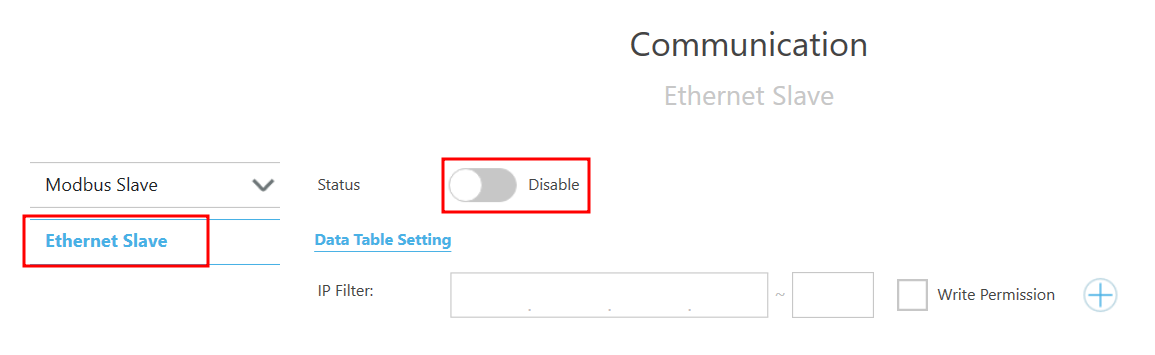 Communication
Ethernet Slave
Modbus Slave
Status
Disable
Ethernet Slave
Data Table Setting
IP Filter:
. . .
~
Write Permission